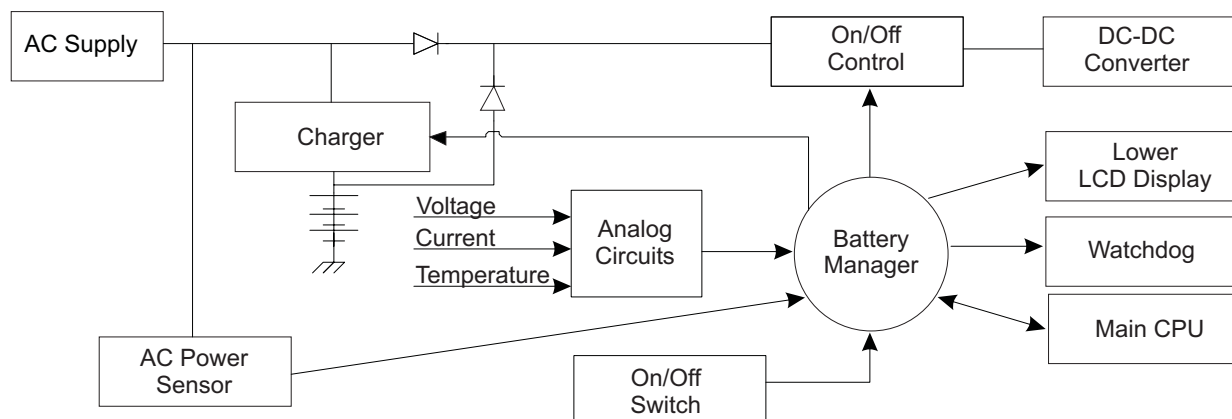 AC Supply
On/Off
Control
DC-DC
Converter
Charger
Lower
LCD Display
Voltage
Current
Temperature
Analog
Circuits
Battery
Manager
Watchdog
Main CPU
AC Power
Sensor
On/Off
Switch